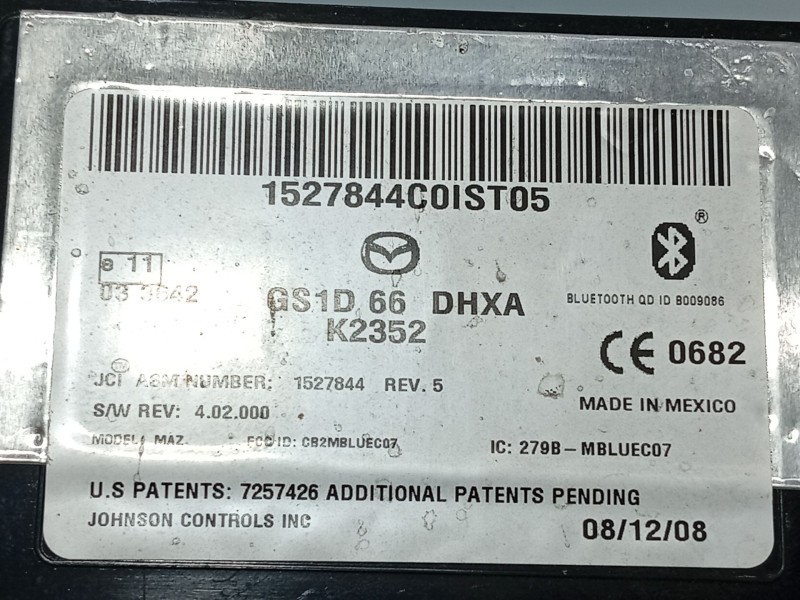 1527844C0IST05
®
e 11
BLUETOOTH QD ID B009086
GS1D 66 DHXA
K2352
CE 0682
JCI ASM NUMBER: 1527844 REV. 5
MADE IN MEXICO
S/W REV: 4.02.000
MODEL: MAZ. FCC ID: CB2MBLUEC07 IC: 279B-MBLUEC07
U.S PATENTS: 7257426 ADDITIONAL PATENTS PENDING
JOHNSON CONTROLS INC
08/12/08